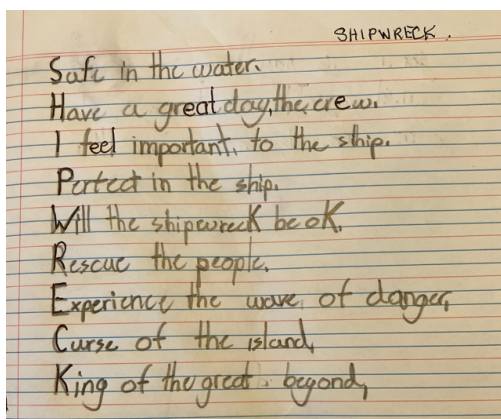 SHIPWRECK.
Safe in the water.
Have a great day, the crew.
I feel important, to the ship.
Perfect in the ship.
Will the shipwreck be ok.
Rescue the people.
Experience the wave of danger,
Curse of the island,
King of the great beyond,